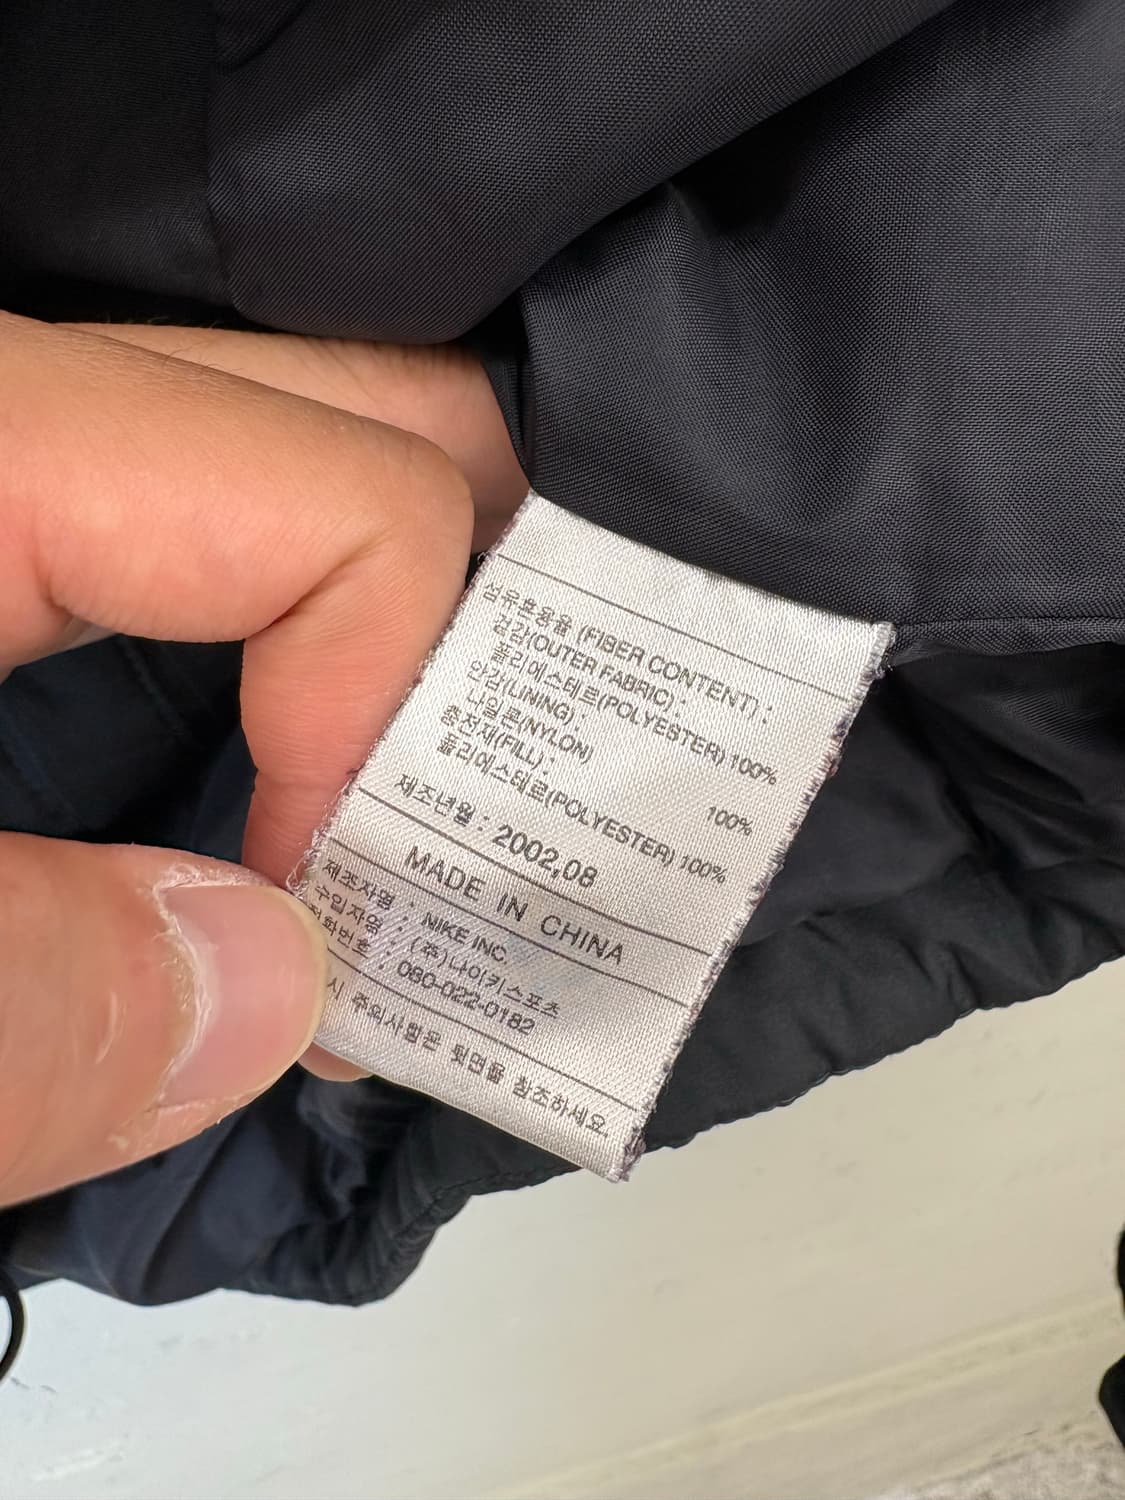 섬유혼용율 (FIBER CONTENT) :
겉감(OUTER FABRIC) :
폴리에스테르(POLYESTER) 100%
안감(LINING) :
나일론(NYLON) 100%
충전재(FILL) :
폴리에스테르(POLYESTER) 100%
제조년월 : 2002.08
MADE IN CHINA
제조자명 : NIKE INC.
수입자명 : (주)나이키스포츠
전화번호 : 080-022-0182
시 주의사항은 뒷면을 참조하세요.